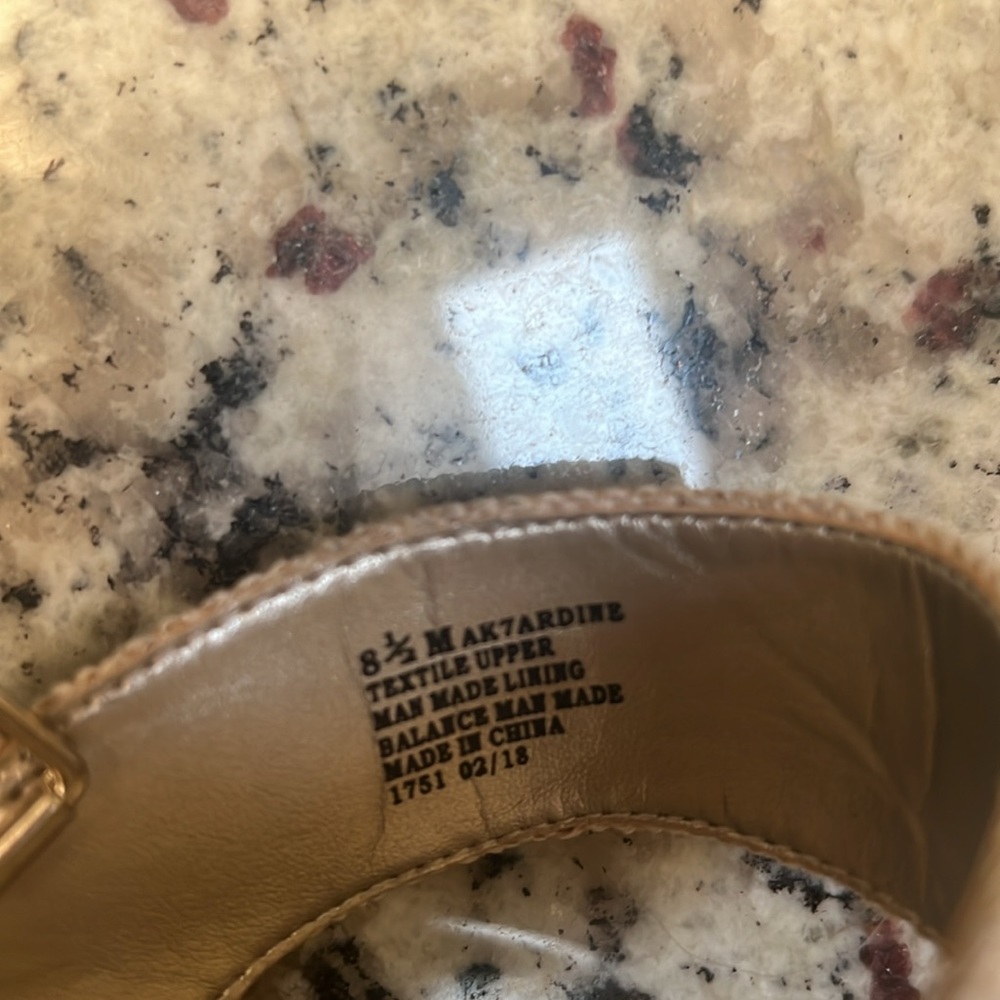 8½ M AK7ARDINE
TEXTILE UPPER
MAN MADE LINING
BALANCE MAN MADE
MADE IN CHINA
1751 02/18